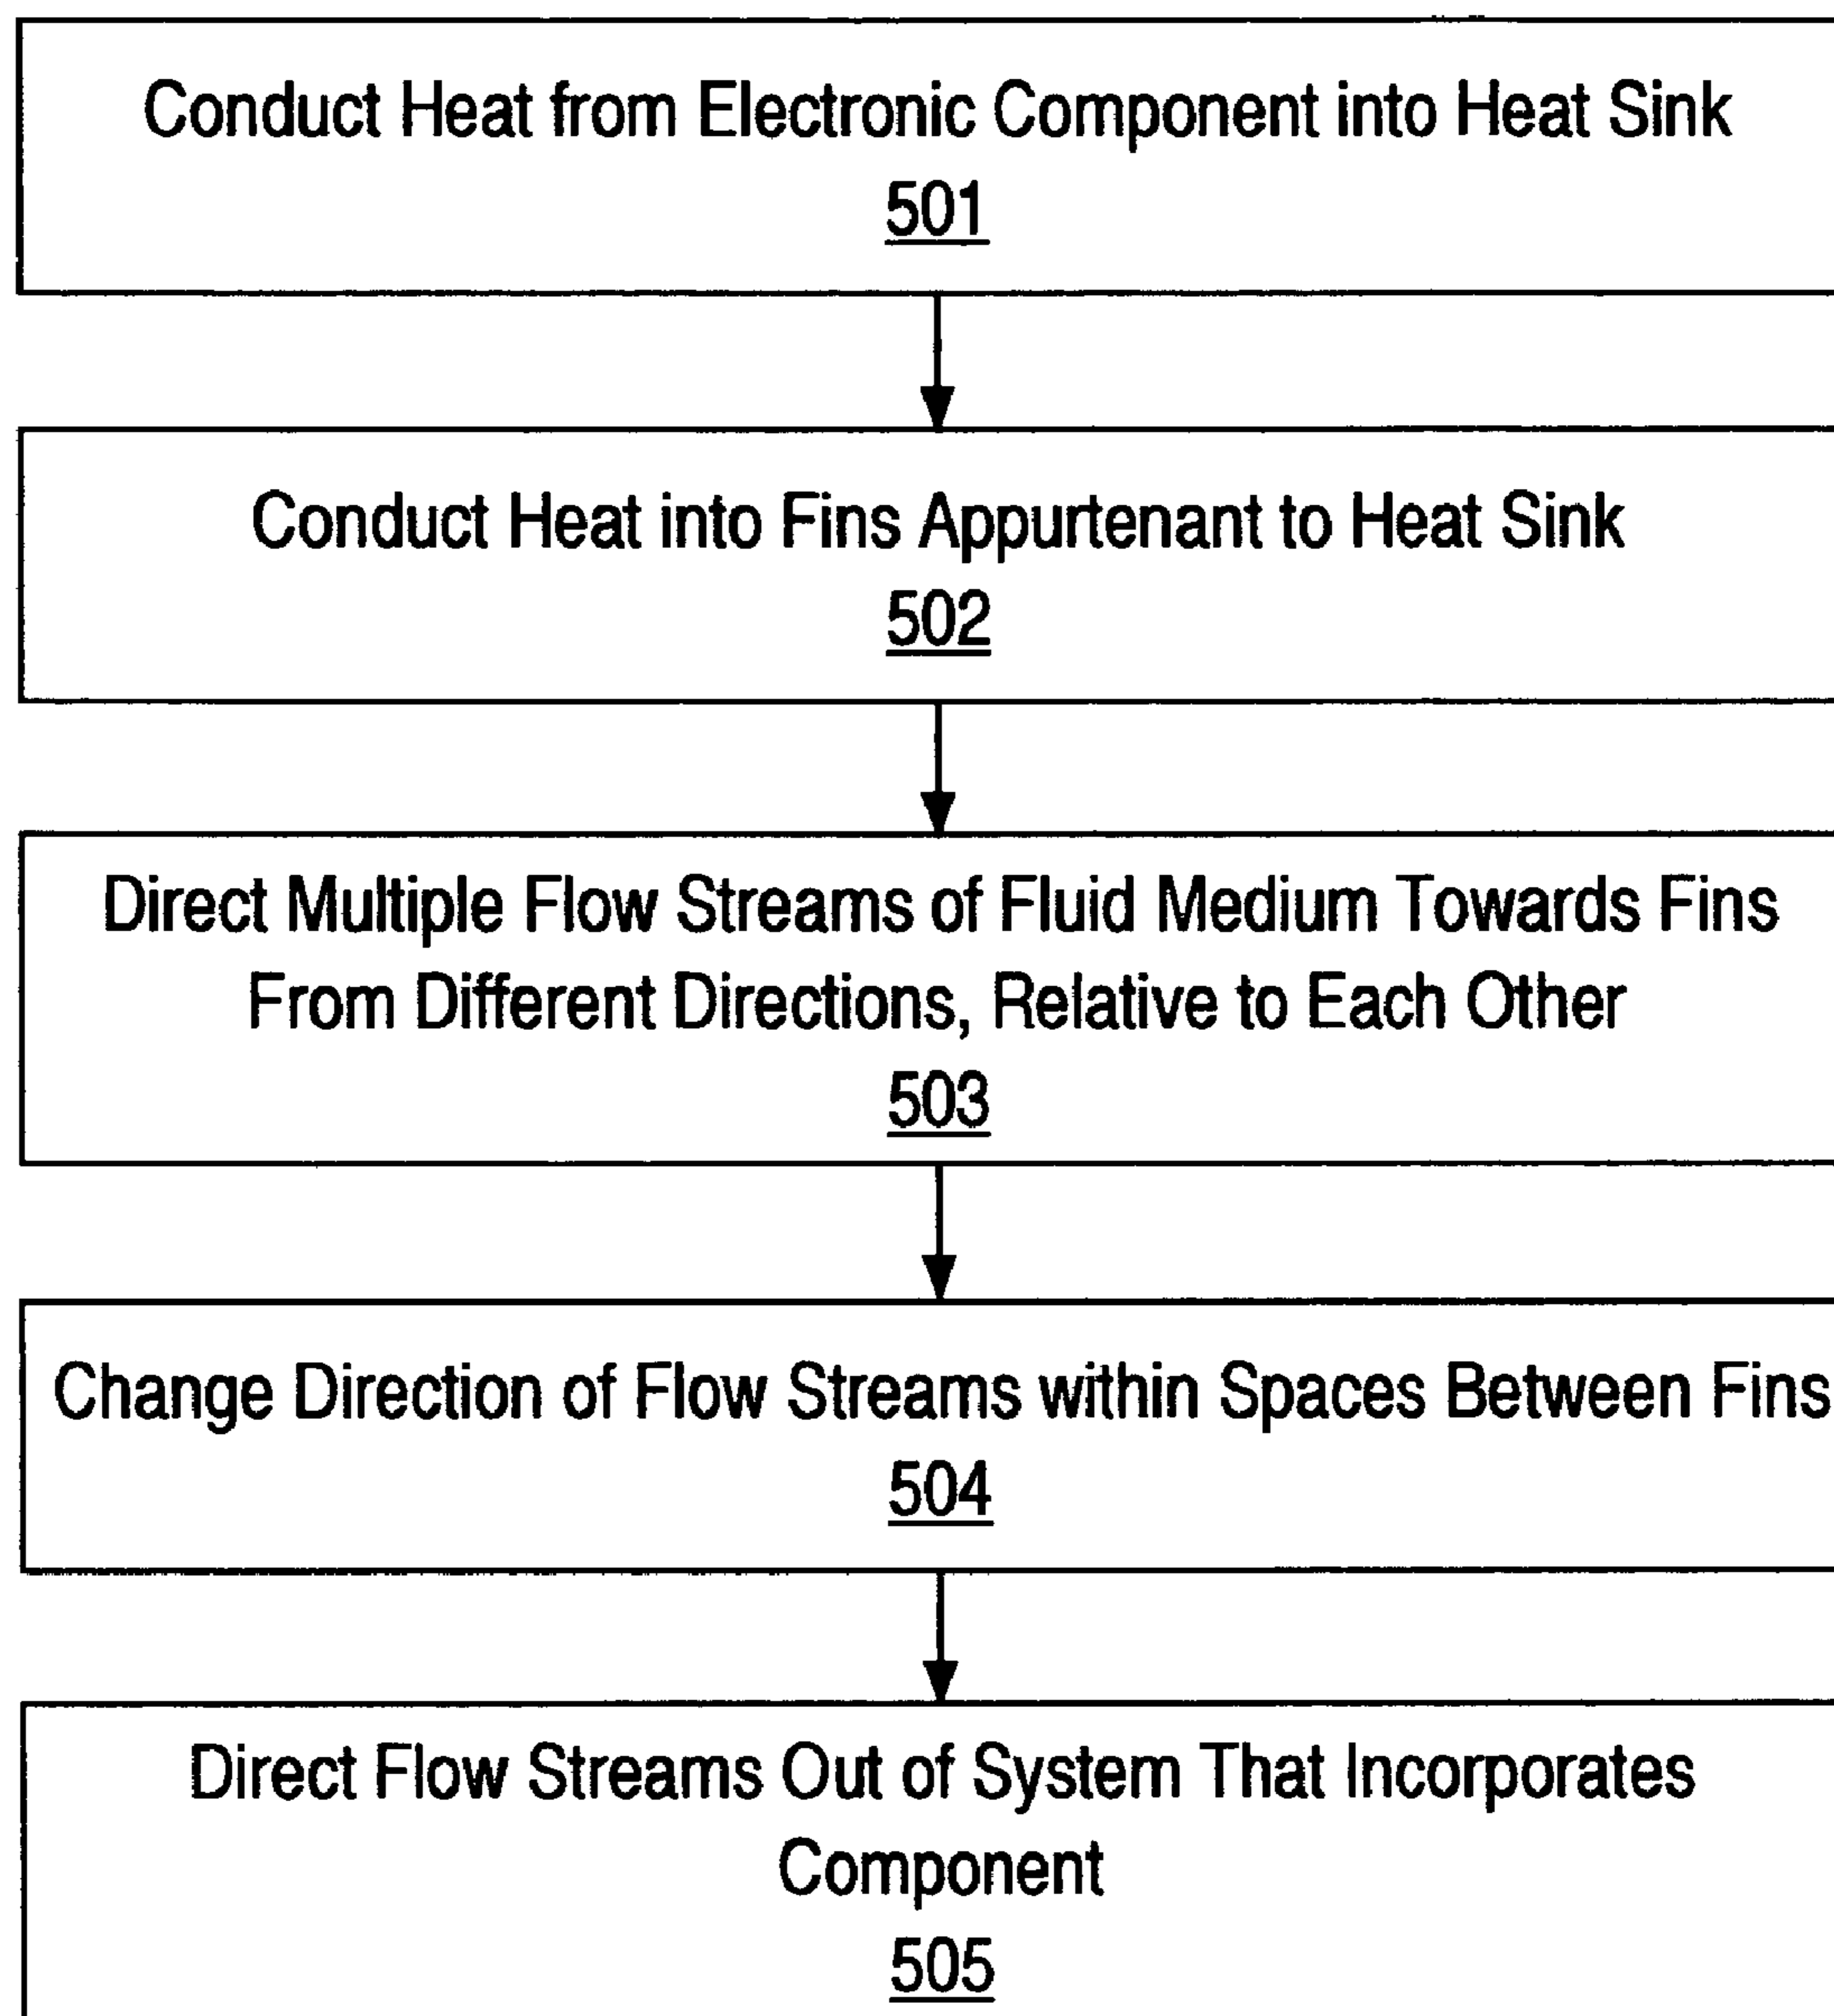 Conduct Heat from Electronic Component into Heat Sink
501
Conduct Heat into Fins Appurtenant to Heat Sink
502
Direct Multiple Flow Streams of Fluid Medium Towards Fins
From Different Directions, Relative to Each Other
503
Change Direction of Flow Streams within Spaces Between Fins
504
Direct Flow Streams Out of System That Incorporates
Component
505